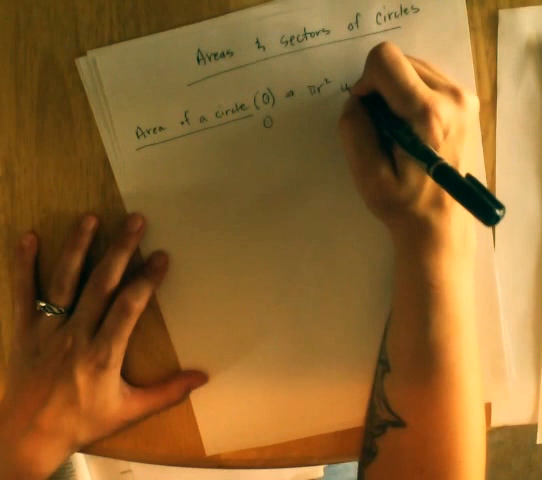 Areas & Sectors of Circles
Area of a circle (O) = πr² u
O